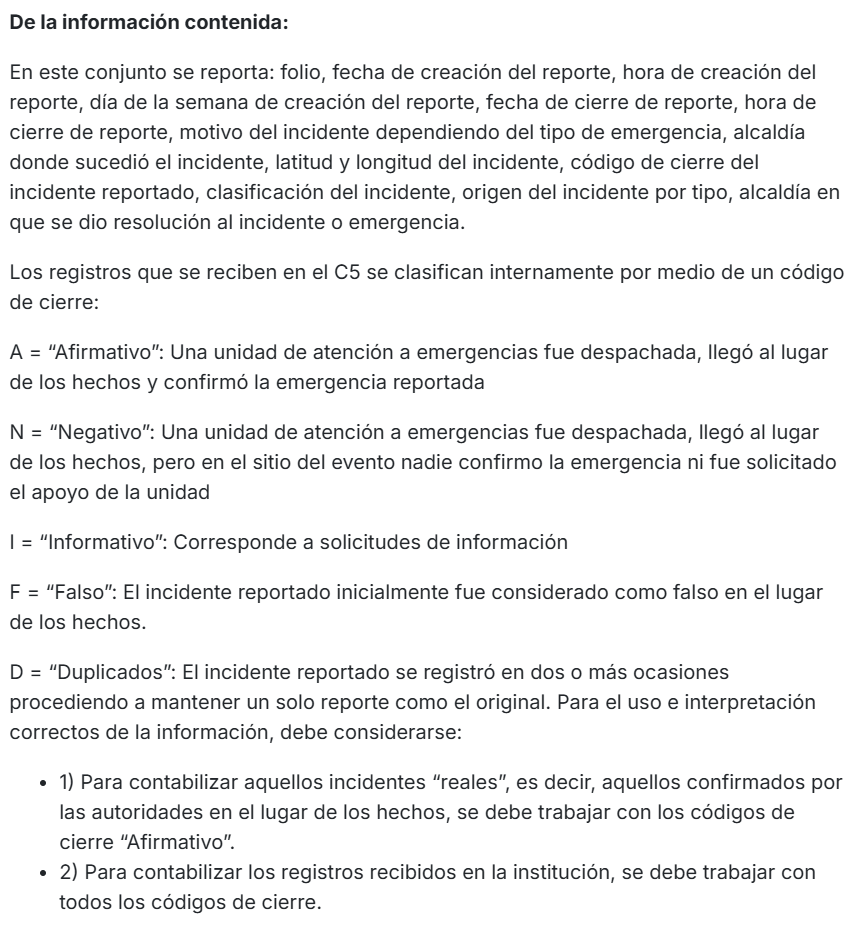 De la información contenida:
En este conjunto se reporta: folio, fecha de creación del reporte, hora de creación del
reporte, día de la semana de creación del reporte, fecha de cierre de reporte, hora de
cierre de reporte, motivo del incidente dependiendo del tipo de emergencia, alcaldía
donde sucedió el incidente, latitud y longitud del incidente, código de cierre del
incidente reportado, clasificación del incidente, origen del incidente por tipo, alcaldía en
que se dio resolución al incidente o emergencia.
Los registros que se reciben en el C5 se clasifican internamente por medio de un código
de cierre:
A = “Afirmativo”: Una unidad de atención a emergencias fue despachada, llegó al lugar
de los hechos y confirmó la emergencia reportada
N = “Negativo”: Una unidad de atención a emergencias fue despachada, llegó al lugar
de los hechos, pero en el sitio del evento nadie confirmo la emergencia ni fue solicitado
el apoyo de la unidad
I = “Informativo”: Corresponde a solicitudes de información
F = “Falso”: El incidente reportado inicialmente fue considerado como falso en el lugar
de los hechos.
D = “Duplicados”: El incidente reportado se registró en dos o más ocasiones
procediendo a mantener un solo reporte como el original. Para el uso e interpretación
correctos de la información, debe considerarse:
• 1) Para contabilizar aquellos incidentes “reales”, es decir, aquellos confirmados por
las autoridades en el lugar de los hechos, se debe trabajar con los códigos de
cierre “Afirmativo”.
• 2) Para contabilizar los registros recibidos en la institución, se debe trabajar con
todos los códigos de cierre.